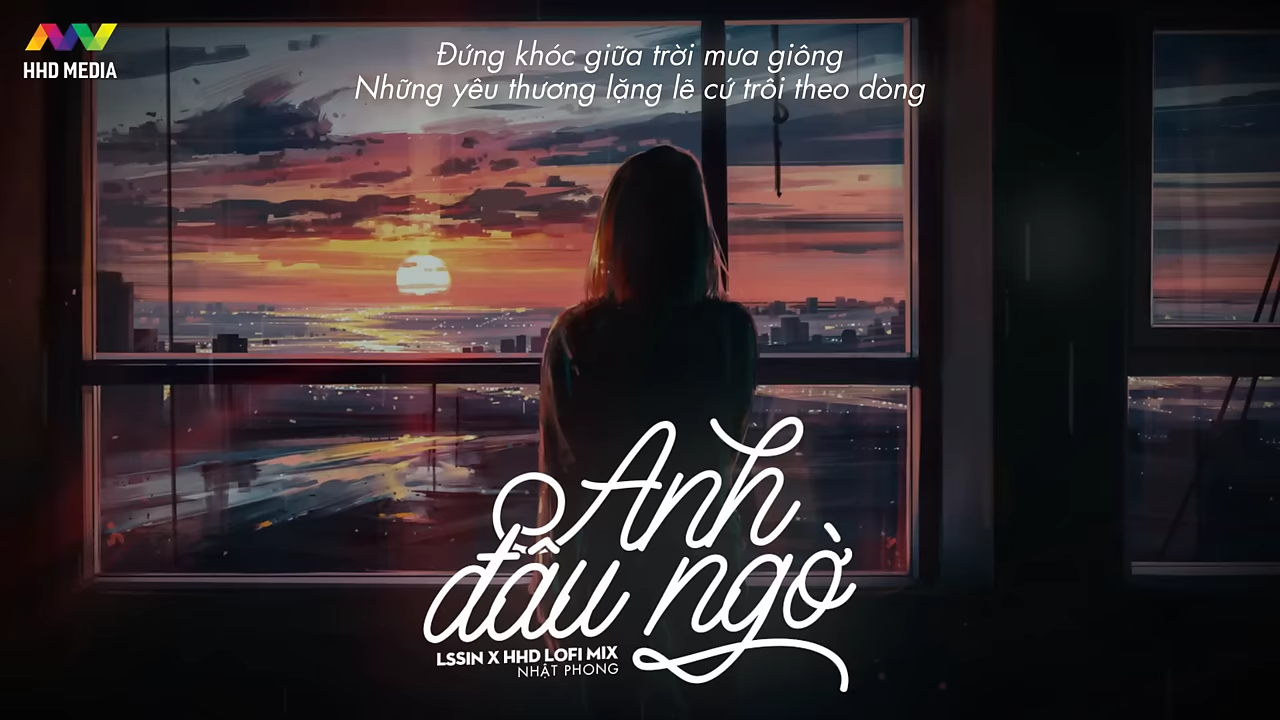 HHD MEDIA
Đứng khóc giữa trời mưa giông
Những yêu thương lặng lẽ cứ trôi theo dòng
Anh
đâu ngờ
LSSIN X HHD LOFI MIX
NHẬT PHONG